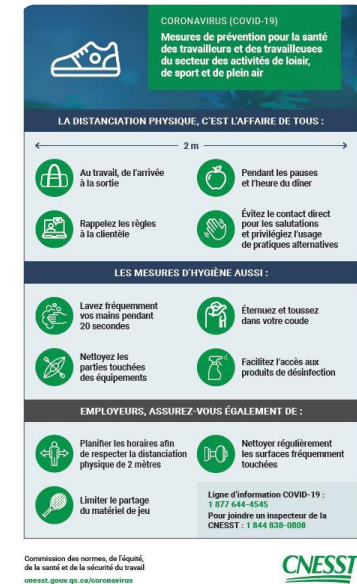 CORONAVIRUS (COVID-19)
Mesures de prévention pour la santé
des travailleurs et des travailleuses
du secteur des activités de loisir,
de sport et de plein air
LA DISTANCIATION PHYSIQUE, C'EST L'AFFAIRE DE TOUS :
2 m
Au travail, de l'arrivée
à la sortie
Pendant les pauses
et l'heure du dîner
Rappelez les règles
à la clientèle
Évitez le contact direct
pour les salutations
et privilégiez l'usage
de pratiques alternatives
LES MESURES D'HYGIÈNE AUSSI :
Lavez fréquemment
vos mains pendant
20 secondes
Éternuez et toussez
dans votre coude
Nettoyez les
parties touchées
des équipements
Facilitez l'accès aux
produits de désinfection
EMPLOYEURS, ASSUREZ-VOUS ÉGALEMENT DE :
Planifier les horaires afin
de respecter la distanciation
physique de 2 mètres
Nettoyer régulièrement
les surfaces fréquemment
touchées
Limiter le partage
du matériel de jeu
Ligne d'information COVID-19 :
1 877 644-4545
Pour joindre un inspecteur de la
CNESST : 1 844 838-0808
Commission des normes, de l'équité,
de la santé et de la sécurité du travail
cnesst.gouv.qc.ca/coronavirus
CNESST